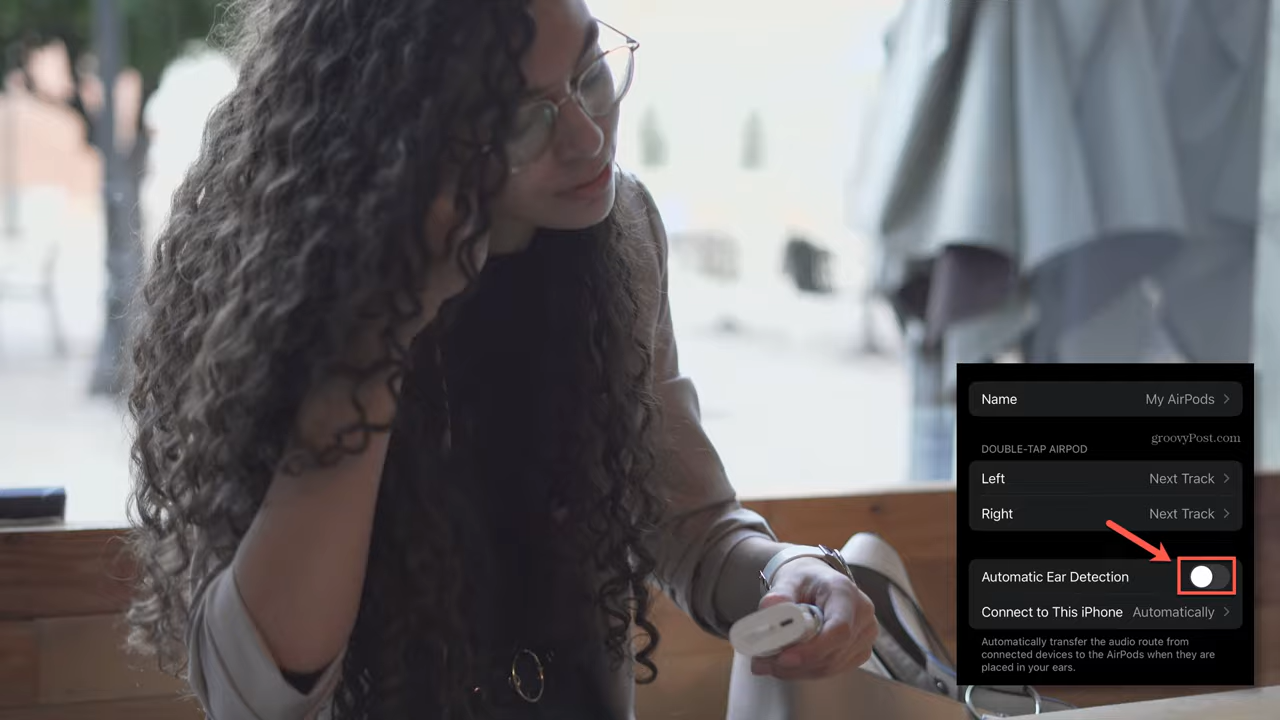 Name My AirPods
groovyPost.com
DOUBLE-TAP AIRPOD
Left Next Track
Right Next Track
Automatic Ear Detection
Connect to This iPhone Automatically
Automatically transfer the audio route from
connected devices to the AirPods when they are
placed in your ears.